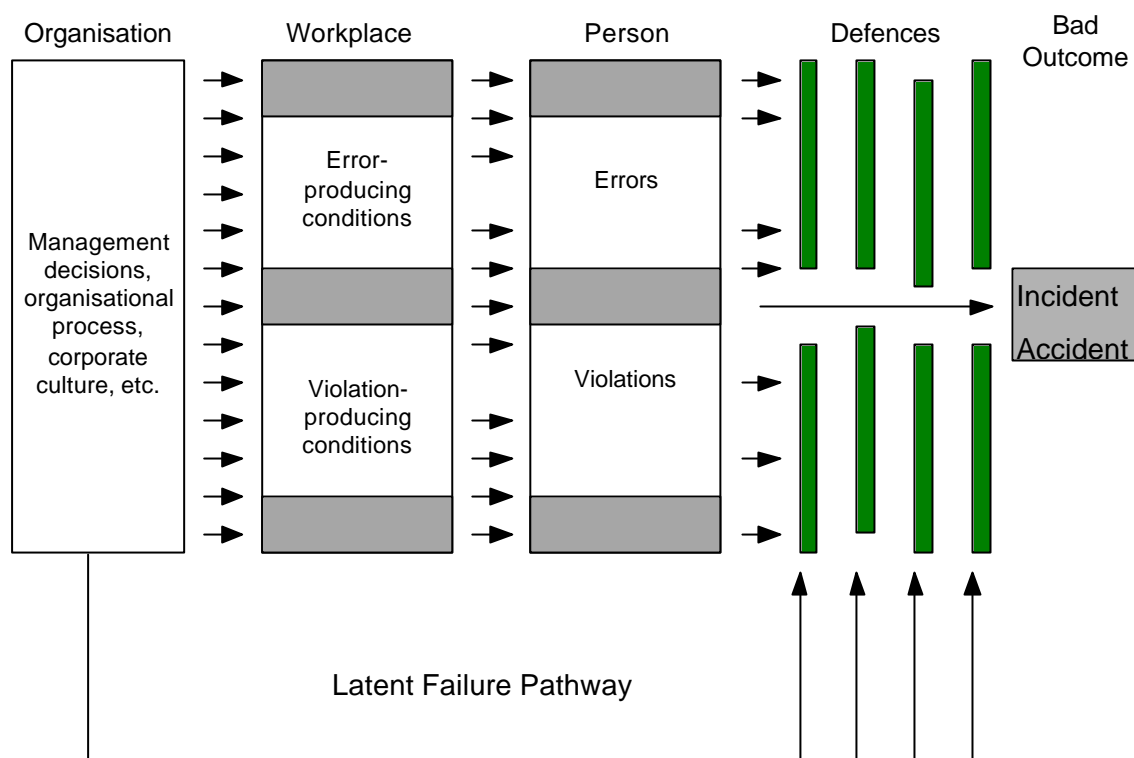 Organisation
Workplace
Person
Defences
Bad
Outcome
Management
decisions,
organisational
process,
corporate
culture, etc.
Error-
producing
conditions
Violation-
producing
conditions
Errors
Violations
Incident
Accident
Latent Failure Pathway